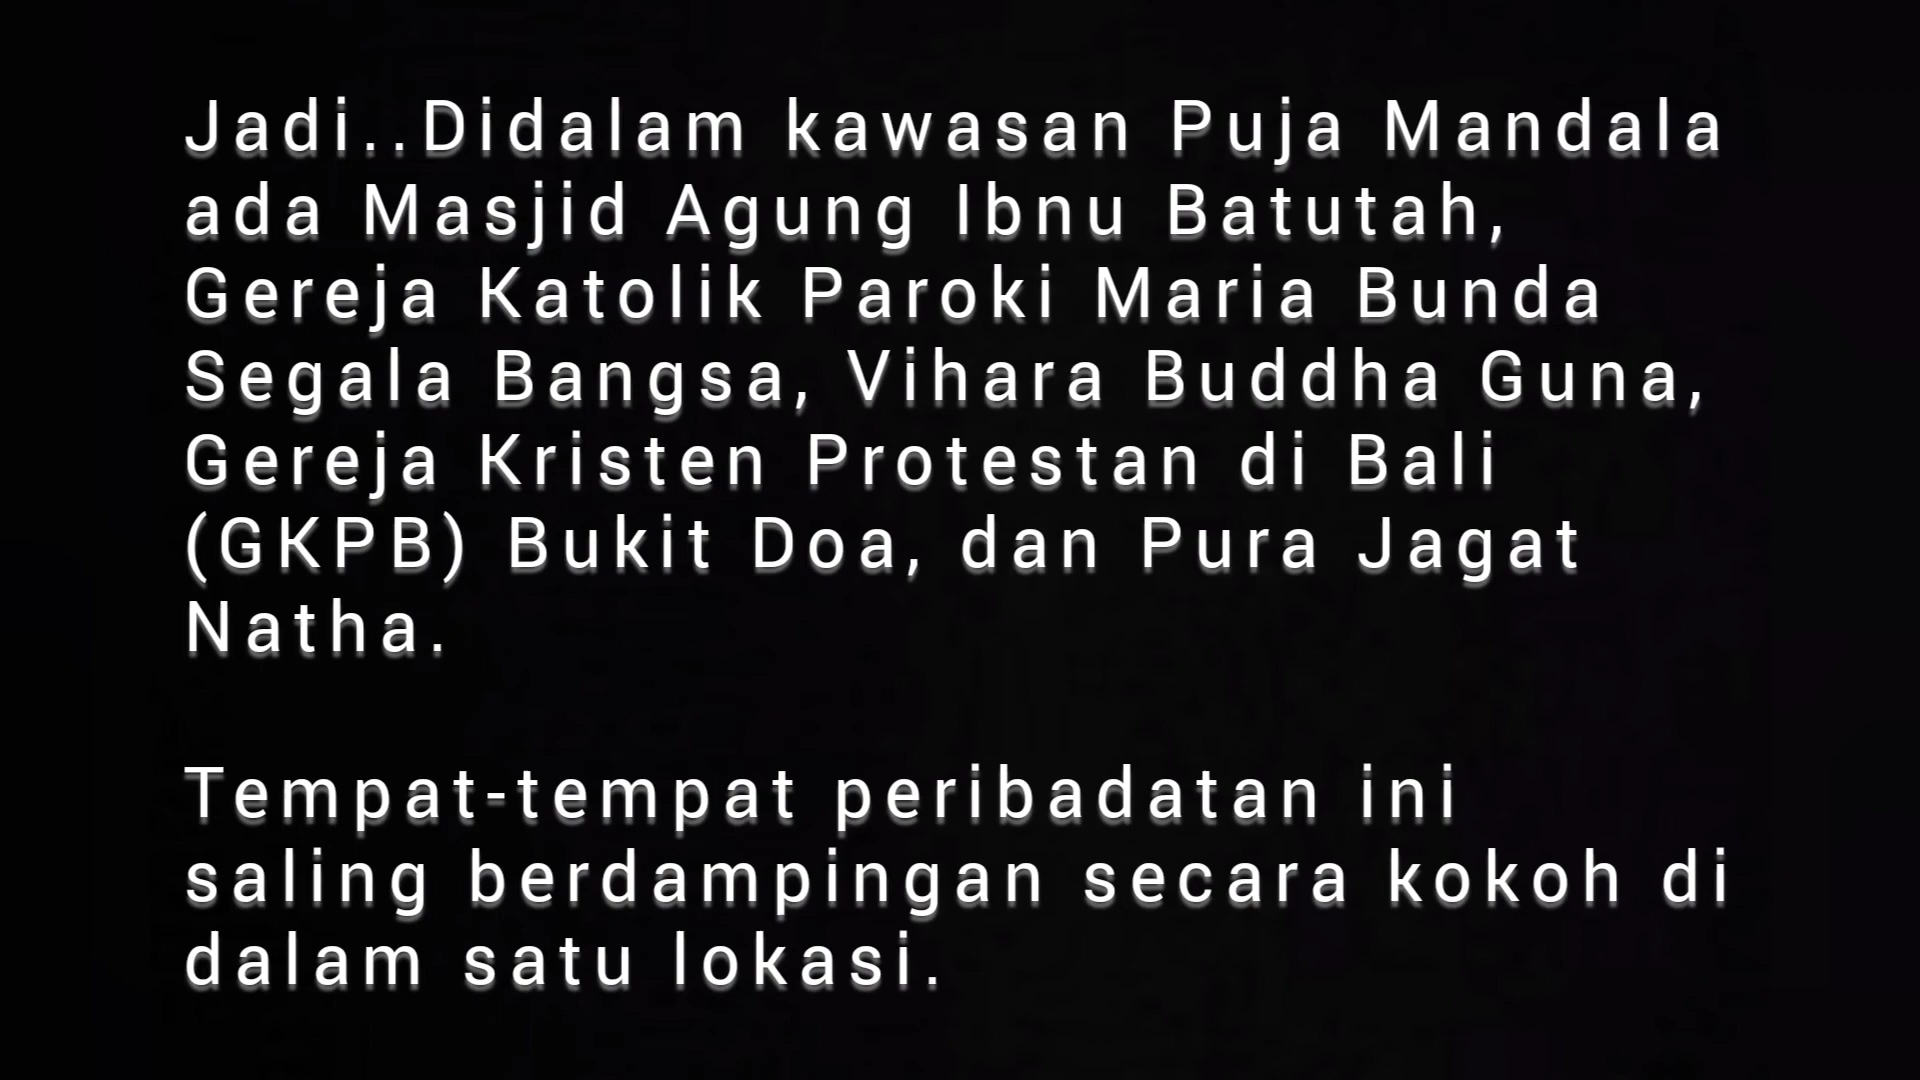 Jadi..Didalam kawasan Puja Mandala
ada Masjid Agung Ibnu Batutah,
Gereja Katolik Paroki Maria Bunda
Segala Bangsa, Vihara Buddha Guna,
Gereja Kristen Protestan di Bali
(GKPB) Bukit Doa, dan Pura Jagat
Natha.
Tempat-tempat peribadatan ini
saling berdampingan secara kokoh di
dalam satu lokasi.